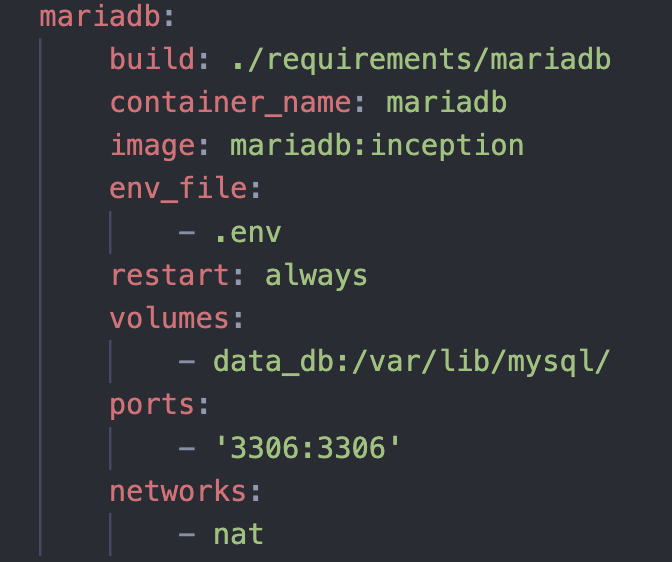 mariadb:
build: ./requirements/mariadb
container_name: mariadb
image: mariadb:inception
env_file:
- .env
restart: always
volumes:
- data_db:/var/lib/mysql/
ports:
- '3306:3306'
networks:
- nat